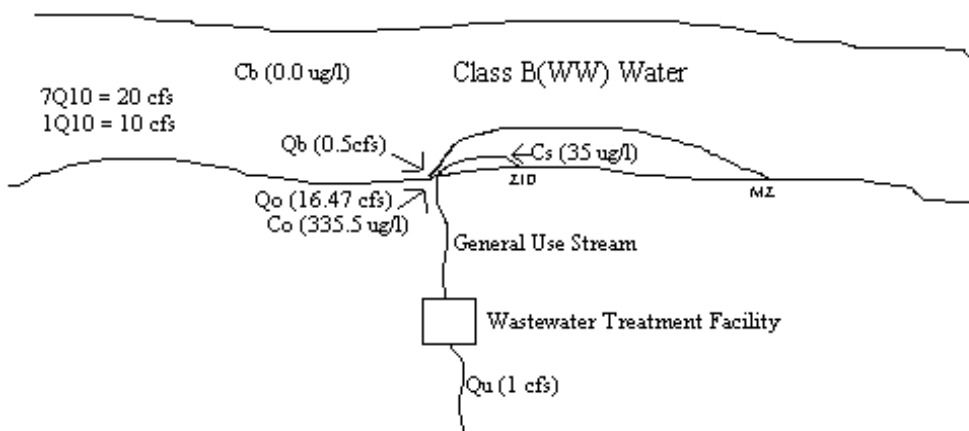 Cb (0.0 ug/l)
Class B(WW) Water
7Q10 = 20 cfs
1Q10 = 10 cfs
Qb (0.5cfs)
Cs (35 ug/l)
ZID
MZ
Qo (16.47 cfs)
Co (335.5 ug/l)
General Use Stream
Wastewater Treatment Facility
Qu (1 cfs)